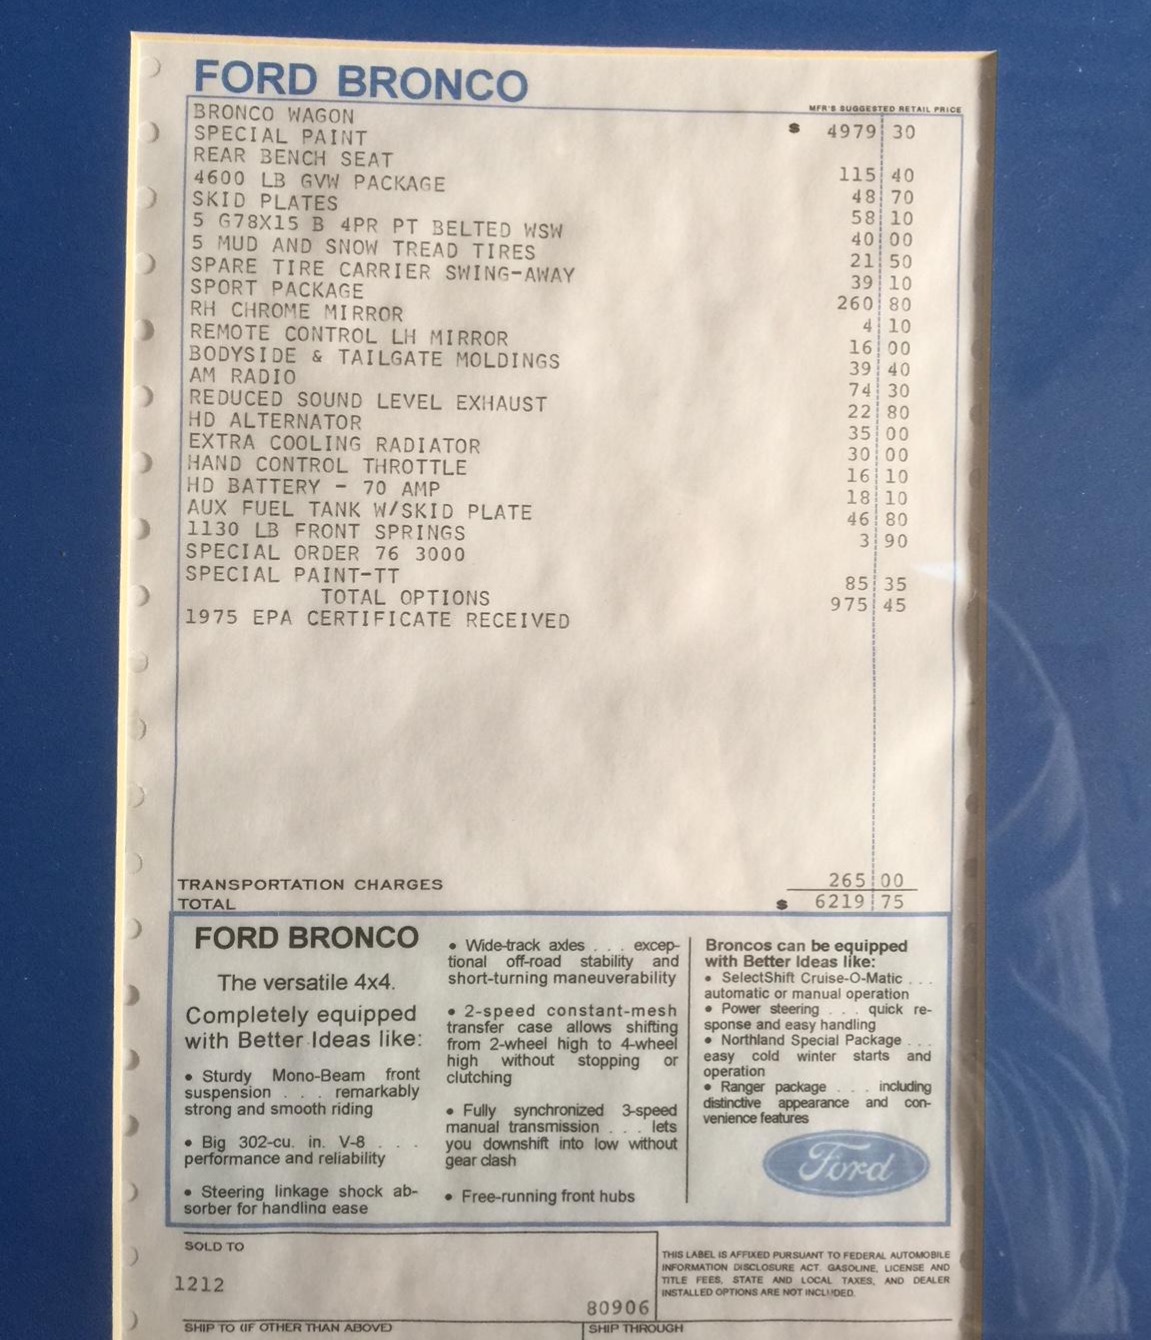 FORD BRONCO
MFR'S SUGGESTED RETAIL PRICE
BRONCO WAGON $ 4979 30
SPECIAL PAINT
REAR BENCH SEAT 115 40
4600 LB GVW PACKAGE 48 70
SKID PLATES 58 10
5 G78X15 B 4PR PT BELTED WSW 40 00
5 MUD AND SNOW TREAD TIRES 21 50
SPARE TIRE CARRIER SWING-AWAY 39 10
SPORT PACKAGE 260 80
RH CHROME MIRROR 4 10
REMOTE CONTROL LH MIRROR 16 00
BODYSIDE & TAILGATE MOLDINGS 39 40
AM RADIO 74 30
REDUCED SOUND LEVEL EXHAUST 22 80
HD ALTERNATOR 35 00
EXTRA COOLING RADIATOR 30 00
HAND CONTROL THROTTLE 16 10
HD BATTERY - 70 AMP 18 10
AUX FUEL TANK W/SKID PLATE 46 80
1130 LB FRONT SPRINGS 3 90
SPECIAL ORDER 76 3000
SPECIAL PAINT-TT 85 35
TOTAL OPTIONS 975 45
1975 EPA CERTIFICATE RECEIVED
TRANSPORTATION CHARGES 265 00
TOTAL $ 6219 75
FORD BRONCO
The versatile 4x4.
Completely equipped
with Better Ideas like:
• Sturdy Mono-Beam front
suspension . . . remarkably
strong and smooth riding
• Big 302-cu. in. V-8 . . .
performance and reliability
• Steering linkage shock ab-
sorber for handling ease
• Wide-track axles . . . excep-
tional off-road stability and
short-turning maneuverability
• 2-speed constant-mesh
transfer case allows shifting
from 2-wheel high to 4-wheel
high without stopping or
clutching
• Fully synchronized 3-speed
manual transmission . . . lets
you downshift into low without
gear clash
• Free-running front hubs
Broncos can be equipped
with Better Ideas like:
• SelectShift Cruise-O-Matic . . .
automatic or manual operation
• Power steering . . . quick re-
sponse and easy handling
• Northland Special Package . . .
easy cold winter starts and
operation
• Ranger package . . . including
distinctive appearance and con-
venience features
Ford
SOLD TO
1212
80906
THIS LABEL IS AFFIXED PURSUANT TO FEDERAL AUTOMOBILE
INFORMATION DISCLOSURE ACT. GASOLINE, LICENSE AND
TITLE FEES, STATE AND LOCAL TAXES, AND DEALER
INSTALLED OPTIONS ARE NOT INCLUDED.
SHIP TO (IF OTHER THAN ABOVE)
SHIP THROUGH